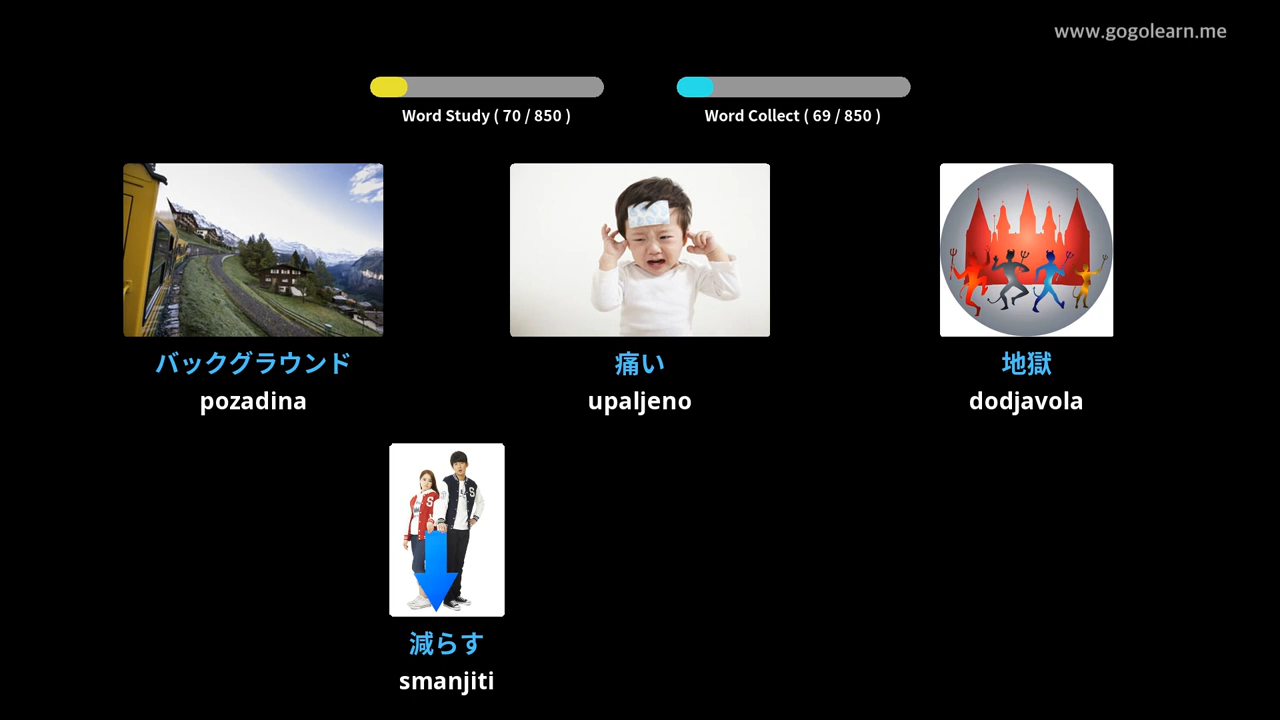 www.gogolearn.me
Word Study ( 70 / 850 )
Word Collect ( 69 / 850 )
バックグラウンド
pozadina
痛い
upaljeno
地獄
dodjavola
S
S
減らす
smanjiti